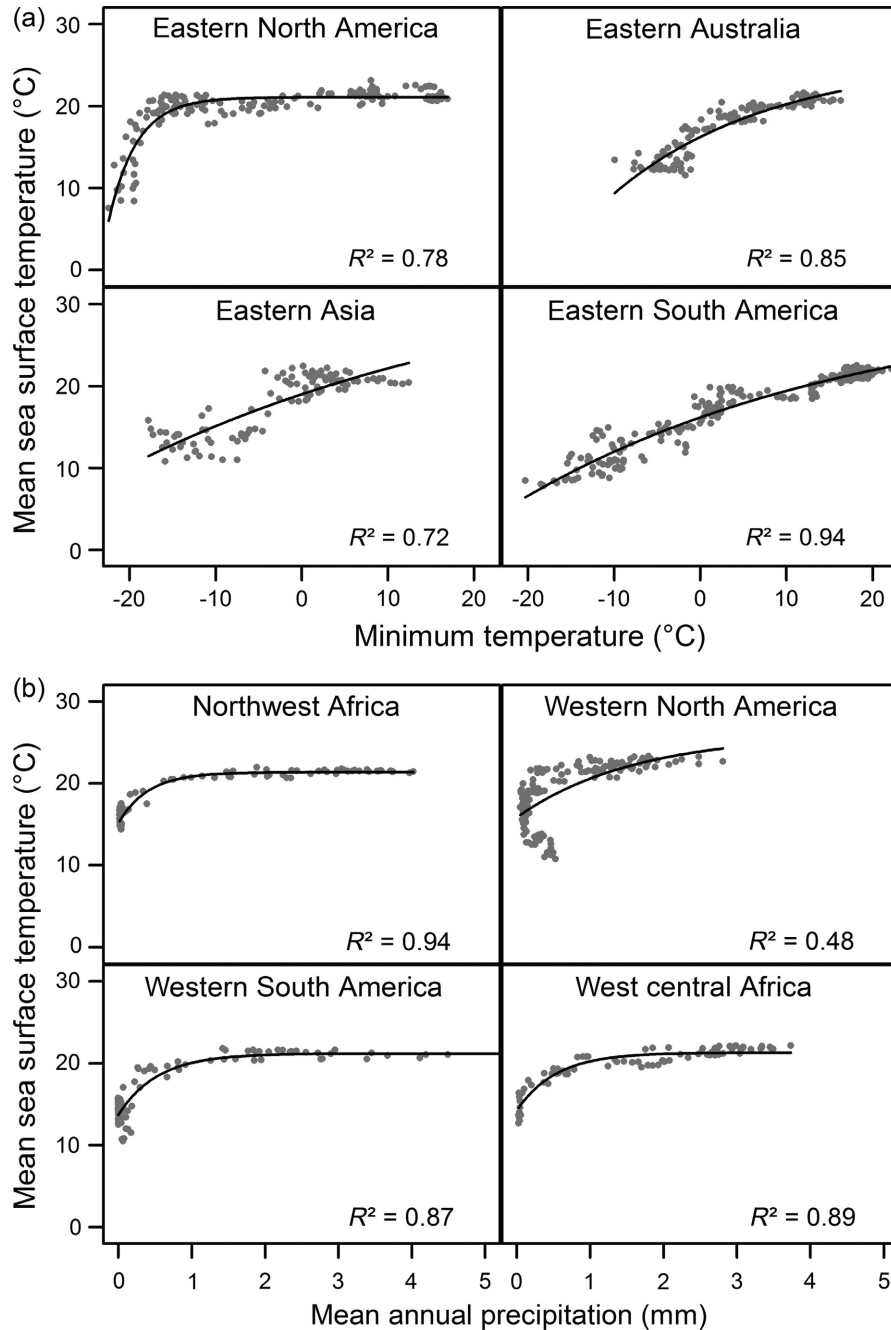 (a)
Mean sea surface temperature (°C)
30
20
10
0
Eastern North America
R² = 0.78
Eastern Australia
R² = 0.85
30
20
10
0
Eastern Asia
R² = 0.72
Eastern South America
R² = 0.94
-20 -10 0 10 20 -20 -10 0 10 20
Minimum temperature (°C)
(b)
Mean sea surface temperature (°C)
30
20
10
0
Northwest Africa
R² = 0.94
Western North America
R² = 0.48
30
20
10
0
Western South America
R² = 0.87
West central Africa
R² = 0.89
0 1 2 3 4 5 0 1 2 3 4 5
Mean annual precipitation (mm)